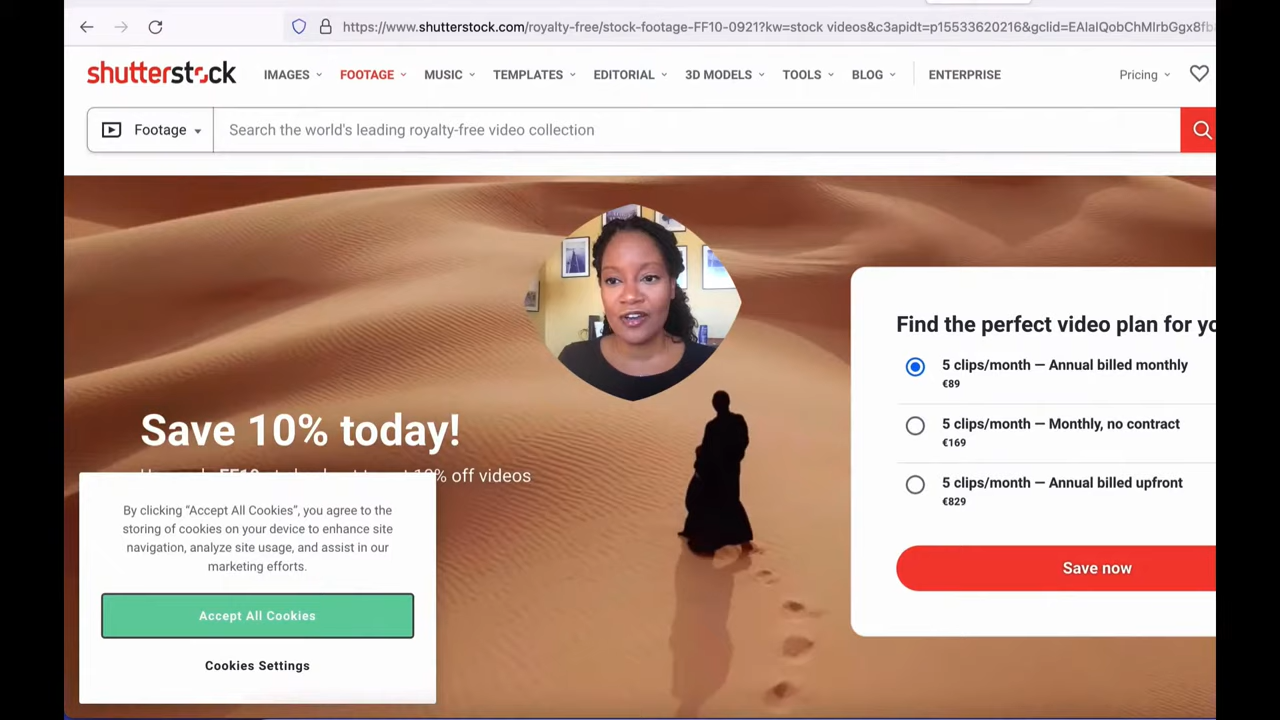 https://www.shutterstock.com/royalty-free/stock-footage-FF10-0921?kw=stock videos&c3apidt=p15533620216&gclid=EAIaIQobChMIrbGgx8fb
shutterstock
IMAGES
FOOTAGE
MUSIC
TEMPLATES
EDITORIAL
3D MODELS
TOOLS
BLOG
ENTERPRISE
Pricing
Footage
Search the world's leading royalty-free video collection
Find the perfect video plan for yo
5 clips/month — Annual billed monthly
€89
5 clips/month — Monthly, no contract
€169
5 clips/month — Annual billed upfront
€829
Save now
Save 10% today!
off videos
By clicking “Accept All Cookies”, you agree to the
storing of cookies on your device to enhance site
navigation, analyze site usage, and assist in our
marketing efforts.
Accept All Cookies
Cookies Settings